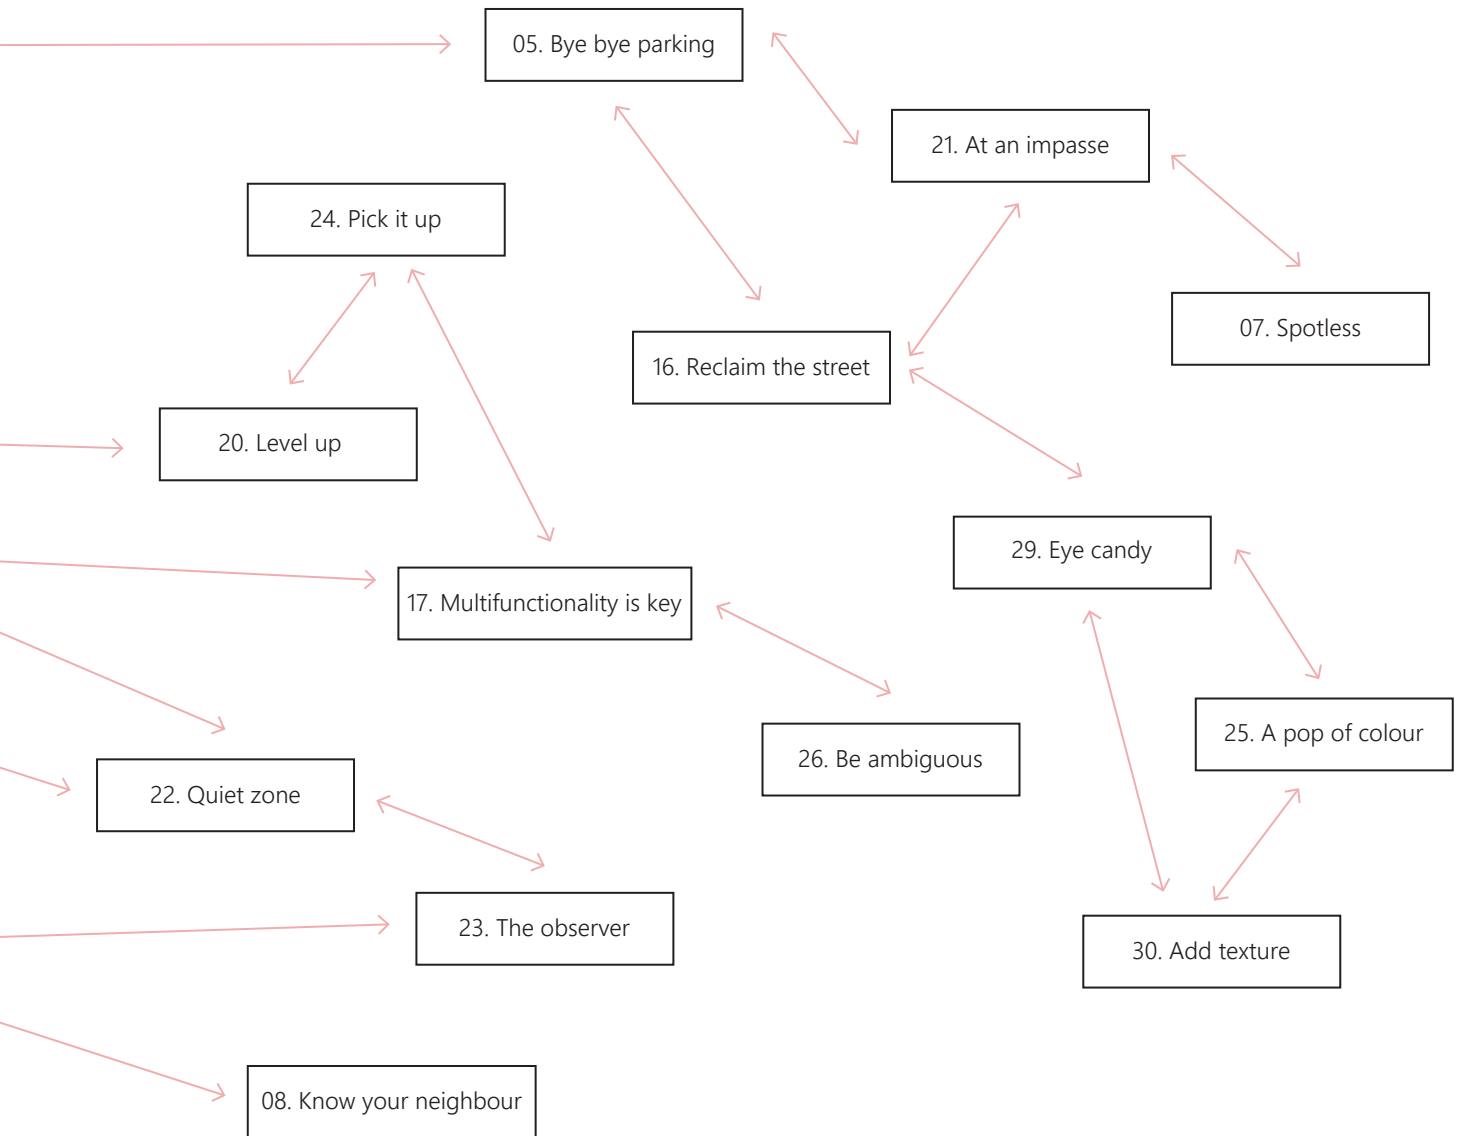 05. Bye bye parking
21. At an impasse
24. Pick it up
07. Spotless
16. Reclaim the street
20. Level up
29. Eye candy
17. Multifunctionality is key
25. A pop of colour
26. Be ambiguous
22. Quiet zone
23. The observer
30. Add texture
08. Know your neighbour